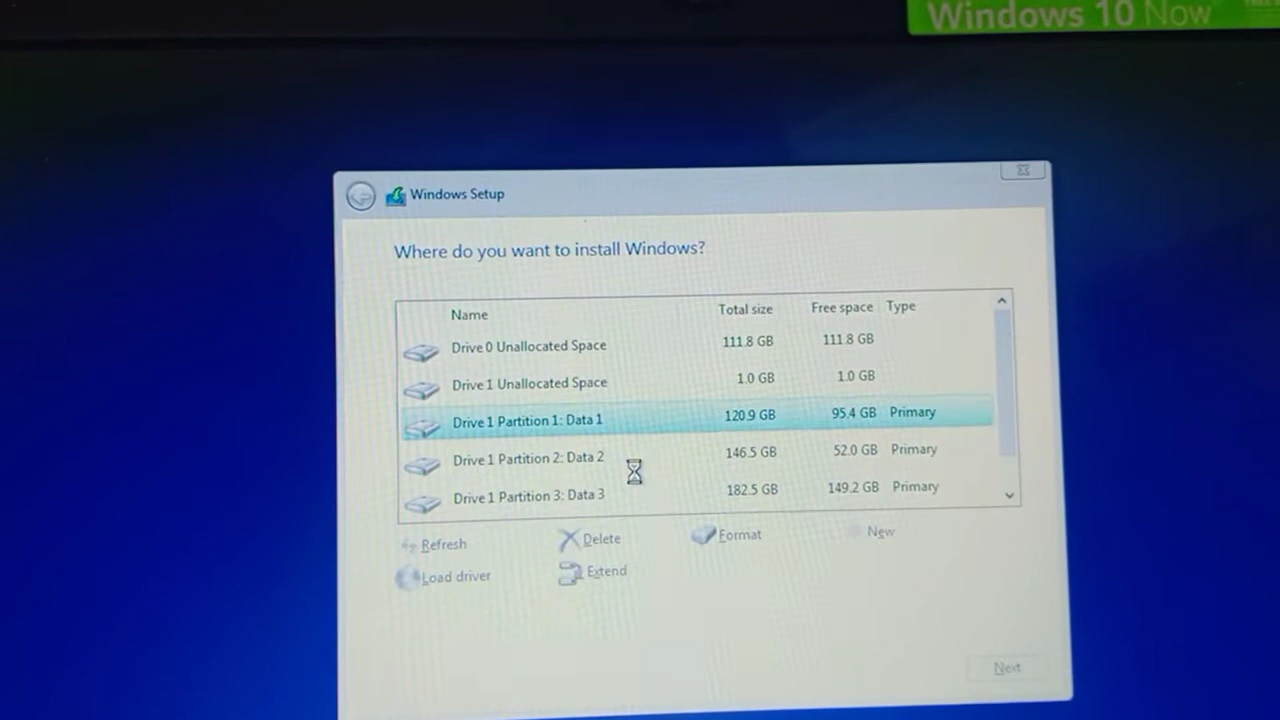 Windows 10 Now
Windows Setup
Where do you want to install Windows?
Name Total size Free space Type
Drive 0 Unallocated Space 111.8 GB 111.8 GB
Drive 1 Unallocated Space 1.0 GB 1.0 GB
Drive 1 Partition 1: Data 1 120.9 GB 95.4 GB Primary
Drive 1 Partition 2: Data 2 146.5 GB 52.0 GB Primary
Drive 1 Partition 3: Data 3 182.5 GB 149.2 GB Primary
Refresh Delete Format New
Load driver Extend
Next